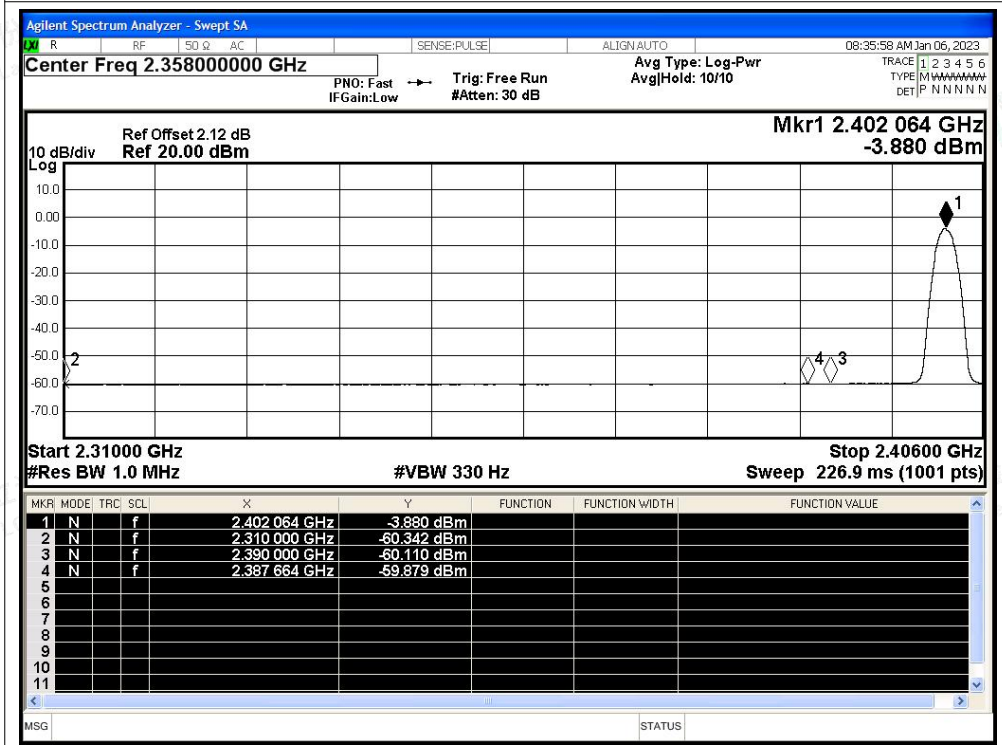 Agilent Spectrum Analyzer - Swept SA
LXI R RF 50 Ω AC SENSE:PULSE ALIGN AUTO 08:35:58 AM Jan 06, 2023
Center Freq 2.358000000 GHz
PNO: Fast Trig: Free Run Avg Type: Log-Pwr TRACE 1 2 3 4 5 6
IFGain:Low #Atten: 30 dB Avg|Hold: 10/10 TYPE M WWWWW
DET P N N N N N
Mkr1 2.402 064 GHz
-3.880 dBm
Ref Offset 2.12 dB
10 dB/div Ref 20.00 dBm
Log
10.0
0.00
-10.0
-20.0
-30.0
-40.0
-50.0
-60.0
-70.0
1
2
4 3
Start 2.31000 GHz Stop 2.40600 GHz
#Res BW 1.0 MHz #VBW 330 Hz Sweep 226.9 ms (1001 pts)
MKR MODE TRC SCL X Y FUNCTION FUNCTION WIDTH FUNCTION VALUE
1 N f 2.402 064 GHz -3.880 dBm
2 N f 2.310 000 GHz -60.342 dBm
3 N f 2.390 000 GHz -60.110 dBm
4 N f 2.387 664 GHz -59.879 dBm
5
6
7
8
9
10
11
MSG STATUS